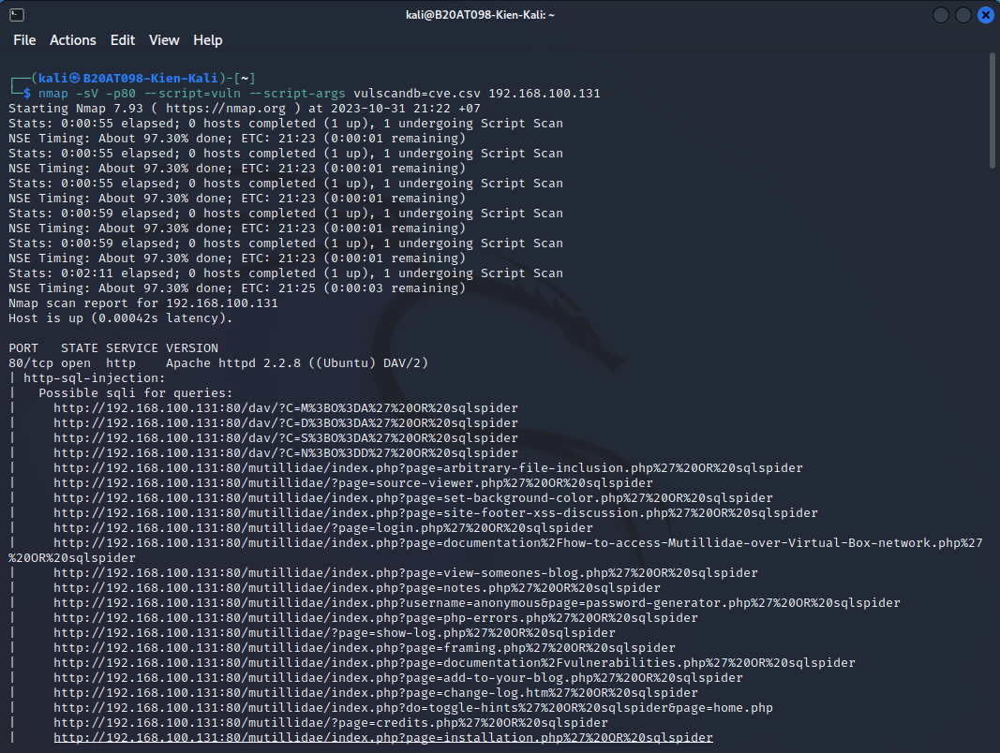 kali@B20AT098-Kien-Kali: ~
File Actions Edit View Help
┌──(kali㉿B20AT098-Kien-Kali)-[~]
└─$ nmap -sV -p80 --script=vuln --script-args vulscandb=cve.csv 192.168.100.131
Starting Nmap 7.93 ( https://nmap.org ) at 2023-10-31 21:22 +07
Stats: 0:00:55 elapsed; 0 hosts completed (1 up), 1 undergoing Script Scan
NSE Timing: About 97.30% done; ETC: 21:23 (0:00:01 remaining)
Stats: 0:00:55 elapsed; 0 hosts completed (1 up), 1 undergoing Script Scan
NSE Timing: About 97.30% done; ETC: 21:23 (0:00:01 remaining)
Stats: 0:00:55 elapsed; 0 hosts completed (1 up), 1 undergoing Script Scan
NSE Timing: About 97.30% done; ETC: 21:23 (0:00:01 remaining)
Stats: 0:00:59 elapsed; 0 hosts completed (1 up), 1 undergoing Script Scan
NSE Timing: About 97.30% done; ETC: 21:23 (0:00:01 remaining)
Stats: 0:00:59 elapsed; 0 hosts completed (1 up), 1 undergoing Script Scan
NSE Timing: About 97.30% done; ETC: 21:23 (0:00:01 remaining)
Stats: 0:02:11 elapsed; 0 hosts completed (1 up), 1 undergoing Script Scan
NSE Timing: About 97.30% done; ETC: 21:25 (0:00:03 remaining)
Nmap scan report for 192.168.100.131
Host is up (0.00042s latency).
PORT   STATE SERVICE VERSION
80/tcp open  http    Apache httpd 2.2.8 ((Ubuntu) DAV/2)
| http-sql-injection:
|   Possible sqli for queries:
|     http://192.168.100.131:80/dav/?C=M%3BO%3DA%27%20OR%20sqlspider
|     http://192.168.100.131:80/dav/?C=D%3BO%3DA%27%20OR%20sqlspider
|     http://192.168.100.131:80/dav/?C=S%3BO%3DA%27%20OR%20sqlspider
|     http://192.168.100.131:80/dav/?C=N%3BO%3DD%27%20OR%20sqlspider
|     http://192.168.100.131:80/mutillidae/index.php?page=arbitrary-file-inclusion.php%27%20OR%20sqlspider
|     http://192.168.100.131:80/mutillidae/?page=source-viewer.php%27%20OR%20sqlspider
|     http://192.168.100.131:80/mutillidae/index.php?page=set-background-color.php%27%20OR%20sqlspider
|     http://192.168.100.131:80/mutillidae/index.php?page=site-footer-xss-discussion.php%27%20OR%20sqlspider
|     http://192.168.100.131:80/mutillidae/?page=login.php%27%20OR%20sqlspider
|     http://192.168.100.131:80/mutillidae/index.php?page=documentation%2Fhow-to-access-Mutillidae-over-Virtual-Box-network.php%27
%20OR%20sqlspider
|     http://192.168.100.131:80/mutillidae/index.php?page=view-someones-blog.php%27%20OR%20sqlspider
|     http://192.168.100.131:80/mutillidae/index.php?page=notes.php%27%20OR%20sqlspider
|     http://192.168.100.131:80/mutillidae/index.php?username=anonymous&page=password-generator.php%27%20OR%20sqlspider
|     http://192.168.100.131:80/mutillidae/index.php?page=php-errors.php%27%20OR%20sqlspider
|     http://192.168.100.131:80/mutillidae/?page=show-log.php%27%20OR%20sqlspider
|     http://192.168.100.131:80/mutillidae/index.php?page=framing.php%27%20OR%20sqlspider
|     http://192.168.100.131:80/mutillidae/index.php?page=documentation%2Fvulnerabilities.php%27%20OR%20sqlspider
|     http://192.168.100.131:80/mutillidae/index.php?page=add-to-your-blog.php%27%20OR%20sqlspider
|     http://192.168.100.131:80/mutillidae/index.php?page=change-log.htm%27%20OR%20sqlspider
|     http://192.168.100.131:80/mutillidae/index.php?do=toggle-hints%27%20OR%20sqlspider&page=home.php
|     http://192.168.100.131:80/mutillidae/?page=credits.php%27%20OR%20sqlspider
|     http://192.168.100.131:80/mutillidae/index.php?page=installation.php%27%20OR%20sqlspider